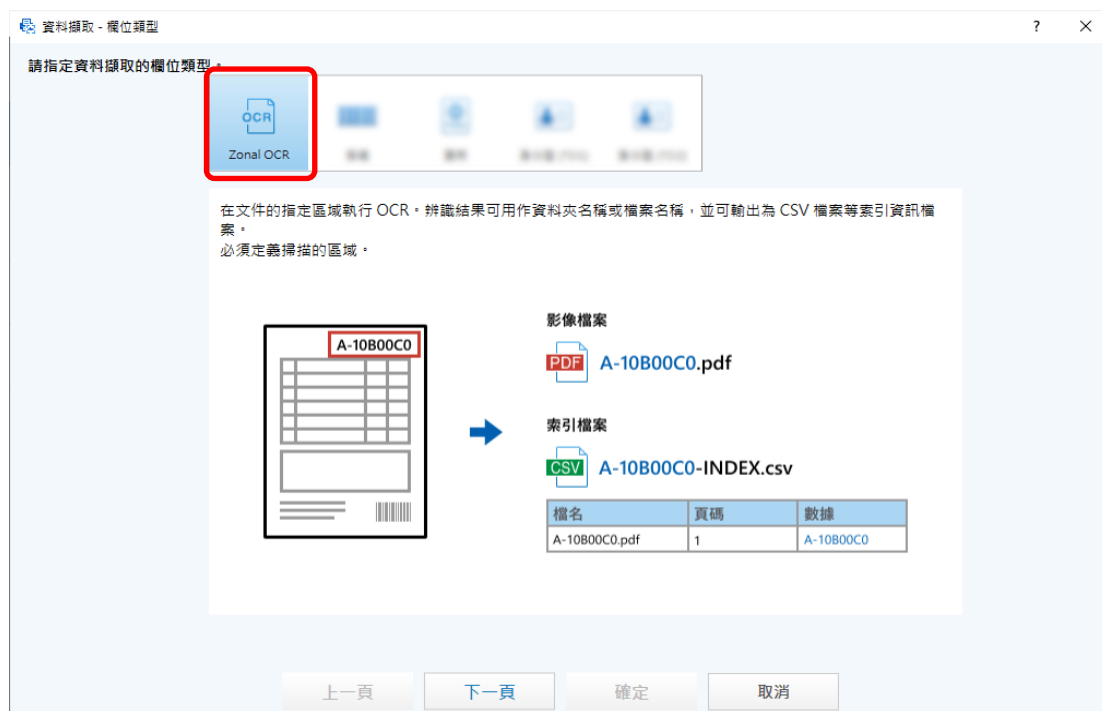 資料擷取 - 欄位類型
?
請指定資料擷取的欄位類型。
OCR
Zonal OCR
在文件的指定區域執行 OCR。辨識結果可用作資料夾名稱或檔案名稱，並可輸出為 CSV 檔案等索引資訊檔
案。
必須定義掃描的區域。
A-10B00C0
影像檔案
PDF A-10B00C0.pdf
索引檔案
CSV A-10B00C0-INDEX.csv
檔名 頁碼 數據
A-10B00C0.pdf 1 A-10B00C0
上一頁 下一頁 確定 取消